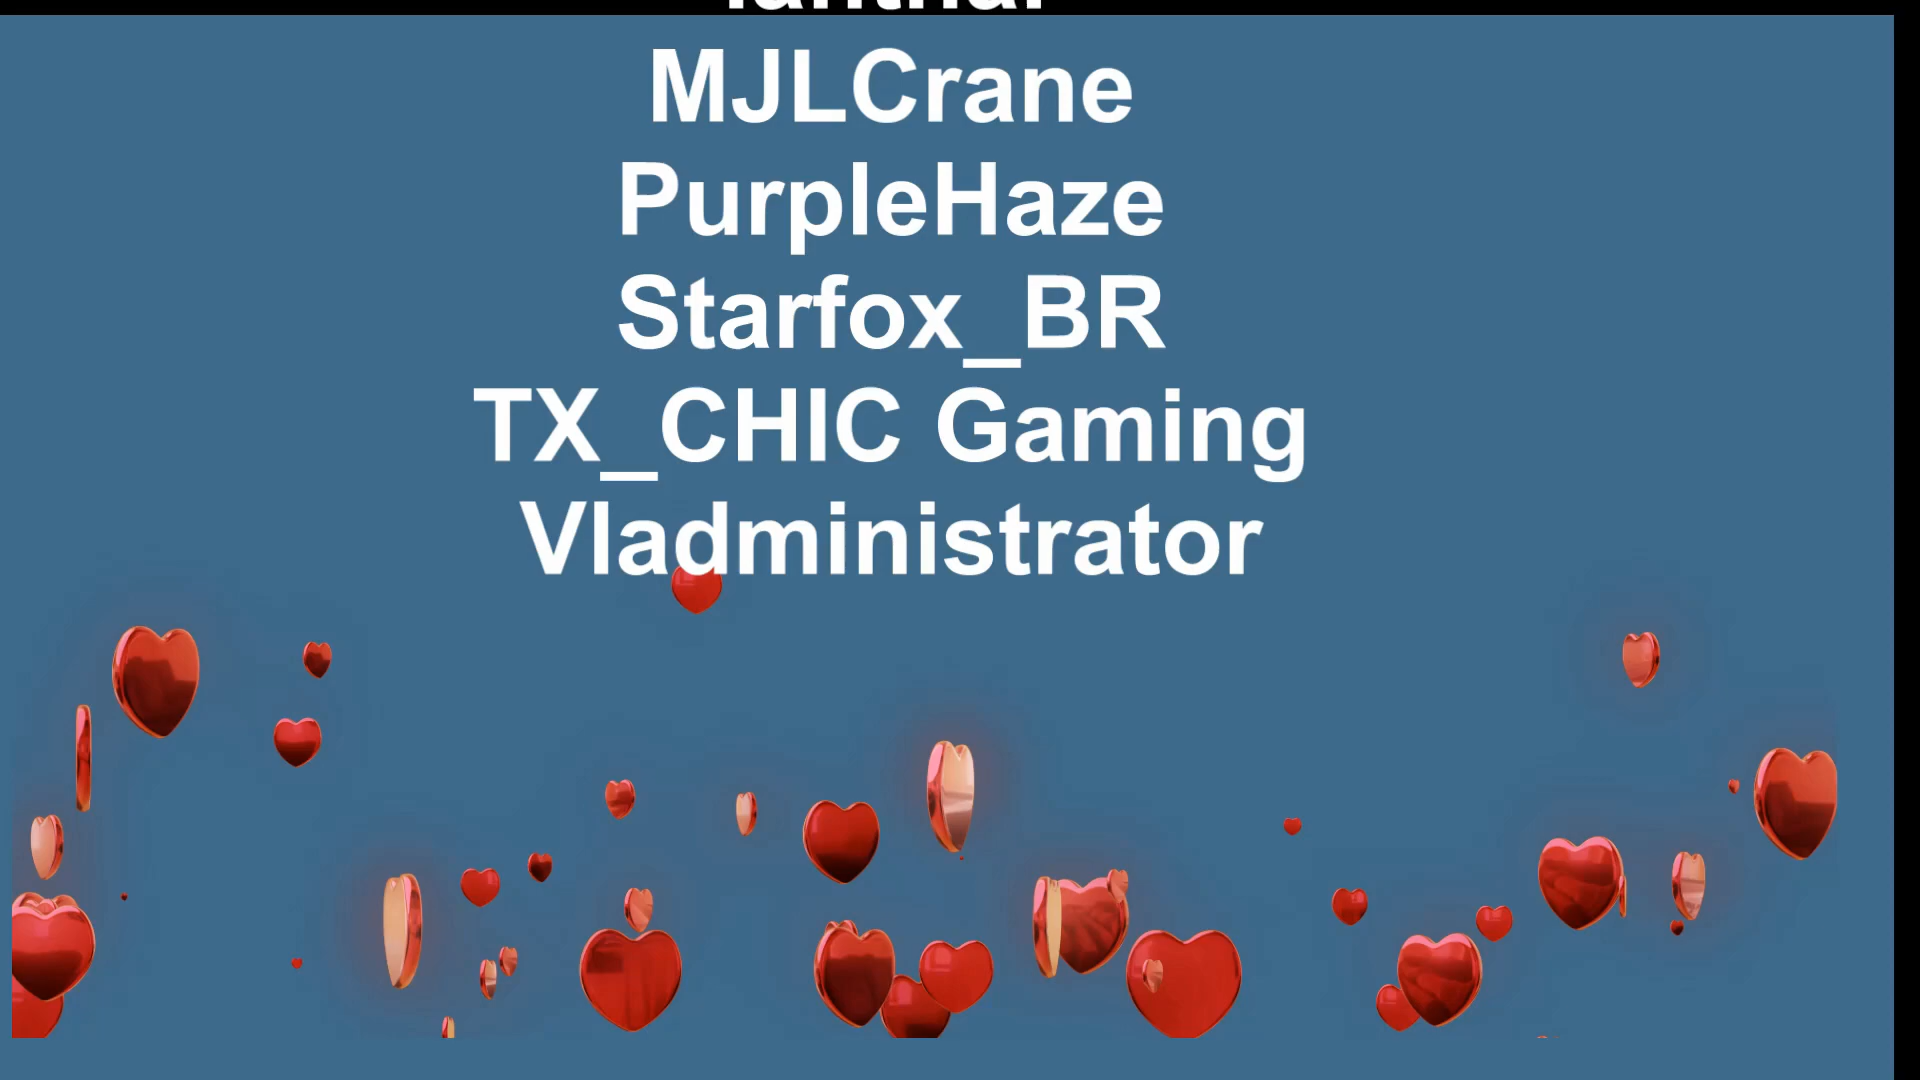 MJLCrane
PurpleHaze
Starfox_BR
TX_CHIC Gaming
Vladministrator